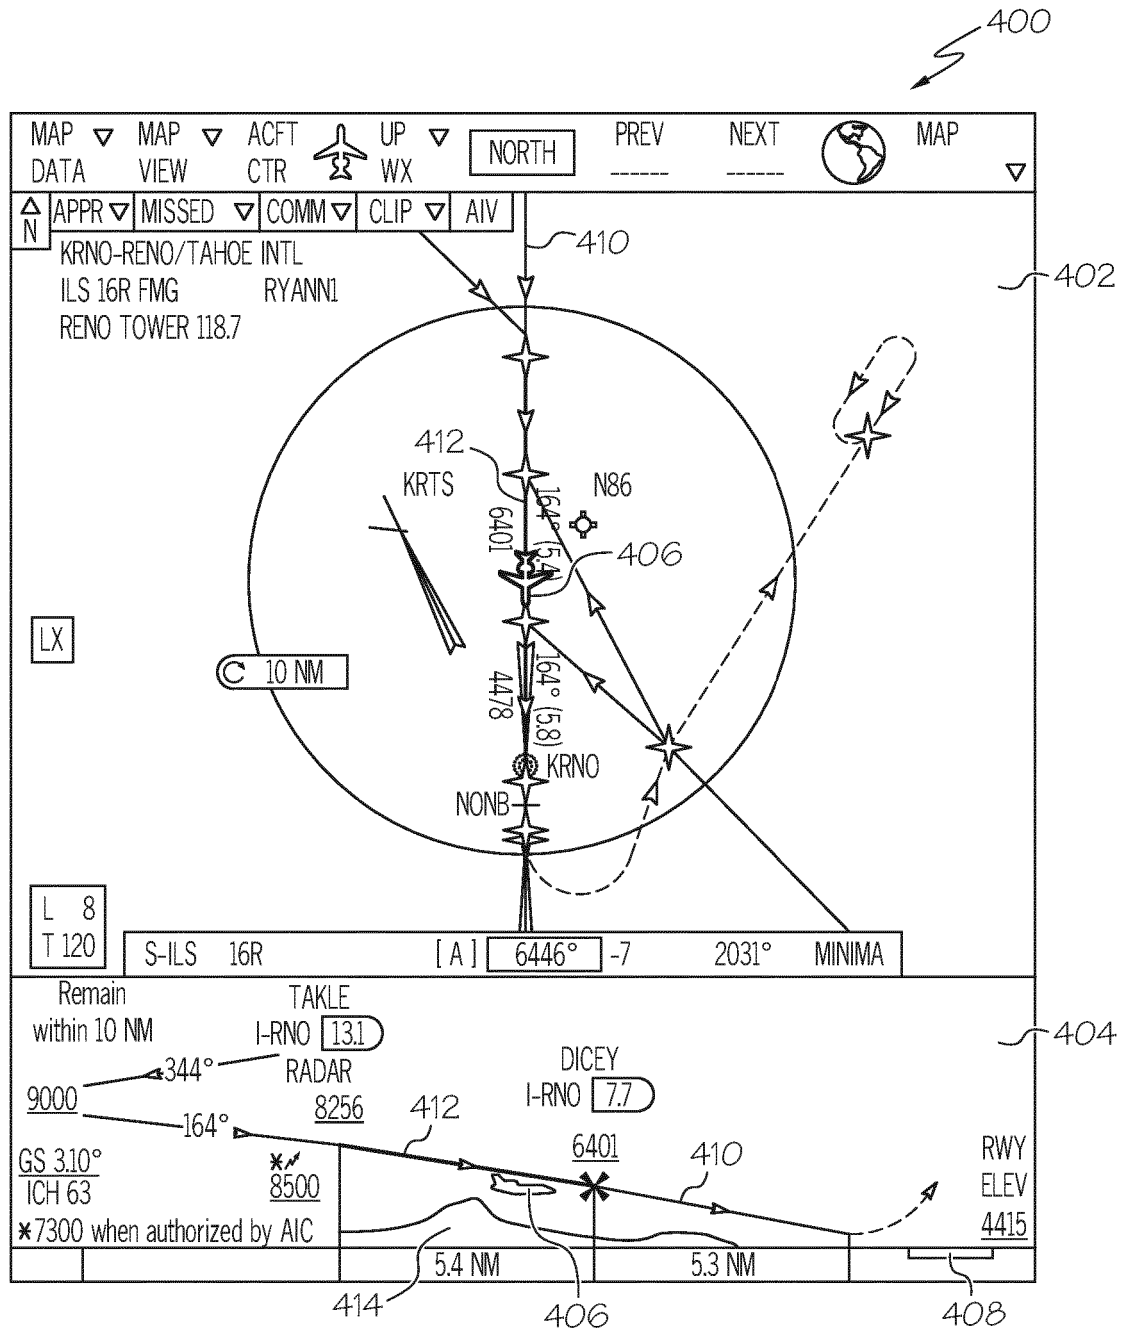 400
MAP DATA MAP VIEW ACFT CTR UP WX NORTH PREV ------ NEXT ------ MAP
N APPR MISSED COMM CLIP AIV
410
KRNO-RENO/TAHOE INTL
ILS 16R FMG RYANN1
402
RENO TOWER 118.7
412
KRTS
N86
164° (5.4)
6401
406
LX
10 NM
164° (5.8)
4478
KRNO
NONB
L 8
T 120
S-ILS 16R [ A ] 6446° -7 2031° MINIMA
Remain
within 10 NM
TAKLE
I-RNO 13.1
RADAR
8256
404
DICEY
I-RNO 7.7
344°
9000
164°
412
6401
410
RWY
ELEV
4415
GS 3.10°
ICH 63
*
8500
*7300 when authorized by AIC
5.4 NM
5.3 NM
414
406
408